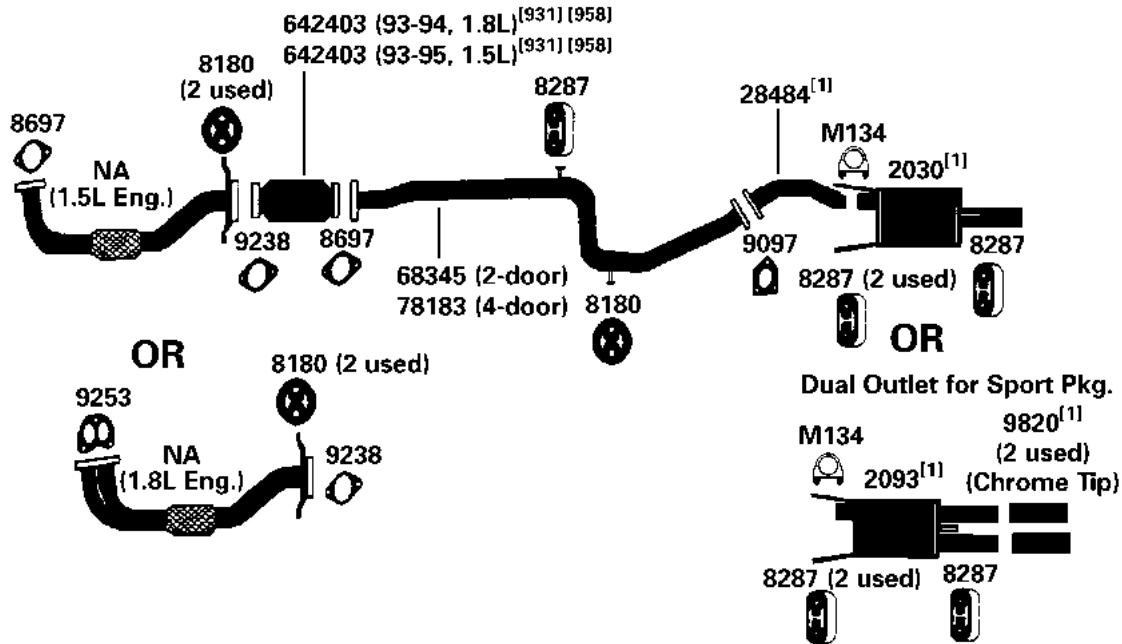 642403 (93-94, 1.8L)[931] [958]
642403 (93-95, 1.5L)[931] [958]
8180
(2 used)
8287
28484[1]
8697
M134
NA
(1.5L Eng.)
2030[1]
9238
8697
9097
8287
68345 (2-door)
78183 (4-door)
8180
8287 (2 used)
OR
OR
8180 (2 used)
Dual Outlet for Sport Pkg.
9253
9820[1]
(2 used)
(Chrome Tip)
M134
NA
(1.8L Eng.)
9238
2093[1]
8287 (2 used)
8287